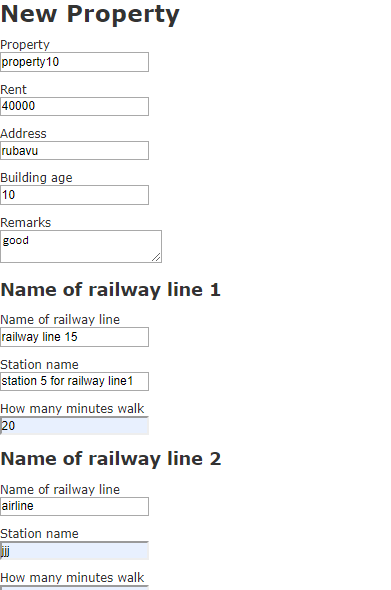 New Property
Property
property10
Rent
40000
Address
rubavu
Building age
10
Remarks
good
Name of railway line 1
Name of railway line
railway line 15
Station name
station 5 for railway line1
How many minutes walk
20
Name of railway line 2
Name of railway line
airline
Station name
jjj
How many minutes walk